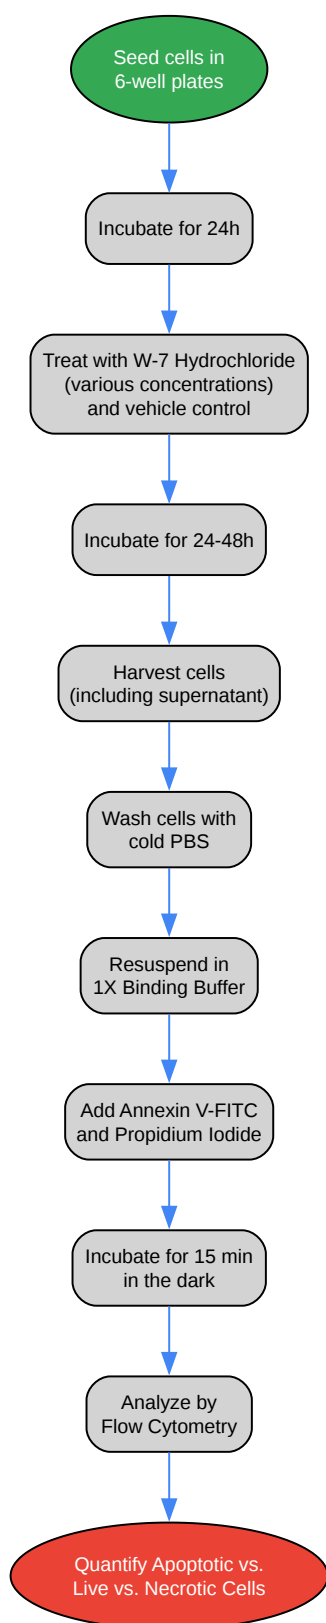 Seed cells in
6-well plates
Incubate for 24h
Treat with W-7 Hydrochloride
(various concentrations)
and vehicle control
Incubate for 24-48h
Harvest cells
(including supernatant)
Wash cells with
cold PBS
Resuspend in
1X Binding Buffer
Add Annexin V-FITC
and Propidium Iodide
Incubate for 15 min
in the dark
Analyze by
Flow Cytometry
Quantify Apoptotic vs.
Live vs. Necrotic Cells